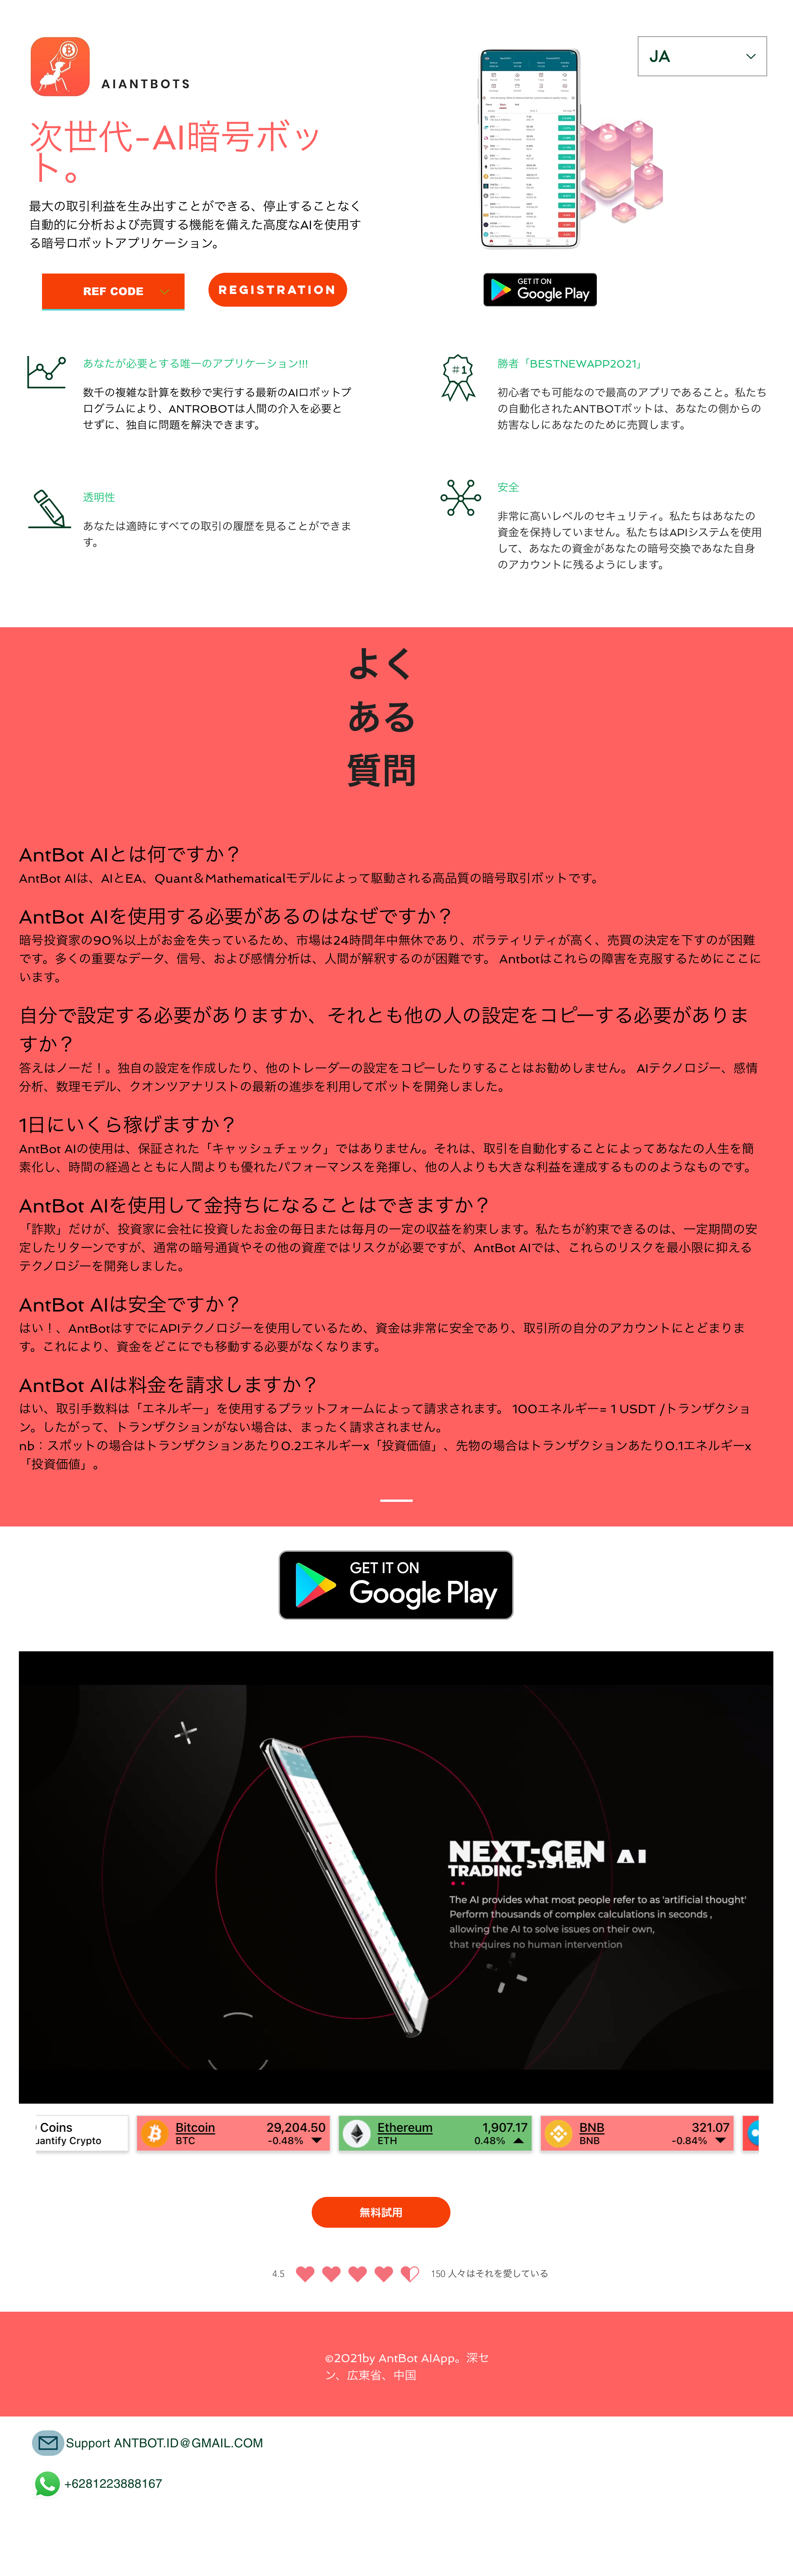 AIANTBOTS
JA
次世代-AI暗号ボッ
ト。
最大の取引利益を生み出すことができる、停止することなく
自動的に分析および売買する機能を備えた高度なAIを使用す
る暗号ロボットアプリケーション。
REF CODE
REGISTRATION
GET IT ON
Google Play
あなたが必要とする唯一のアプリケーション!!!
数千の複雑な計算を数秒で実行する最新のAIロボットプ
ログラムにより、ANTROBOTは人間の介入を必要と
せずに、独自に問題を解決できます。
#1
勝者「BESTNEWAPP2021」
初心者でも可能なので最高のアプリであること。私たち
の自動化されたANTBOTボットは、あなたの側からの
妨害なしにあなたのために売買します。
透明性
あなたは適時にすべての取引の履歴を見ることができま
す。
安全
非常に高いレベルのセキュリティ。私たちはあなたの
資金を保持していません。私たちはAPIシステムを使用
して、あなたの資金があなたの暗号交換であなた自身
のアカウントに残るようにします。
よく
ある
質問
AntBot AIとは何ですか？
AntBot AIは、AIとEA、Quant＆Mathematicalモデルによって駆動される高品質の暗号取引ボットです。
AntBot AIを使用する必要があるのはなぜですか？
暗号投資家の90％以上がお金を失っているため、市場は24時間年中無休であり、ボラティリティが高く、売買の決定を下すのが困難
です。多くの重要なデータ、信号、および感情分析は、人間が解釈するのが困難です。 Antbotはこれらの障害を克服するためにここに
います。
自分で設定する必要がありますか、それとも他の人の設定をコピーする必要がありま
すか？
答えはノーだ！。独自の設定を作成したり、他のトレーダーの設定をコピーしたりすることはお勧めしません。 AIテクノロジー、感情
分析、数理モデル、クオンツアナリストの最新の進歩を利用してボットを開発しました。
1日にいくら稼げますか？
AntBot AIの使用は、保証された「キャッシュチェック」ではありません。それは、取引を自動化することによってあなたの人生を簡
素化し、時間の経過とともに人間よりも優れたパフォーマンスを発揮し、他の人よりも大きな利益を達成するもののようなものです。
AntBot AIを使用して金持ちになることはできますか？
「詐欺」だけが、投資家に会社に投資したお金の毎日または毎月の一定の収益を約束します。私たちが約束できるのは、一定期間の安
定したリターンですが、通常の暗号通貨やその他の資産ではリスクが必要ですが、AntBot AIでは、これらのリスクを最小限に抑える
テクノロジーを開発しました。
AntBot AIは安全ですか？
はい！、AntBotはすでにAPIテクノロジーを使用しているため、資金は非常に安全であり、取引所の自分のアカウントにとどまりま
す。これにより、資金をどこにでも移動する必要がなくなります。
AntBot AIは料金を請求しますか？
はい、取引手数料は「エネルギー」を使用するプラットフォームによって請求されます。 100エネルギー= 1 USDT /トランザクショ
ン。したがって、トランザクションがない場合は、まったく請求されません。
nb：スポットの場合はトランザクションあたり0.2エネルギーx「投資価値」、先物の場合はトランザクションあたり0.1エネルギーx
「投資価値」。
GET IT ON
Google Play
NEXT-GEN AI
TRADING SYSTEM
The AI provides what most people refer to as 'artificial thought'
Perform thousands of complex calculations in seconds ,
allowing the AI to solve issues on their own,
that requires no human intervention
Coins
uantify Crypto
Bitcoin 29,204.50
BTC -0.48%
Ethereum 1,907.17
ETH 0.48%
BNB 321.07
BNB -0.84%
無料試用
4.5 150 人々はそれを愛している
©2021by AntBot AIApp。深セ
ン、広東省、中国
Support ANTBOT.ID@GMAIL.COM
+6281223888167